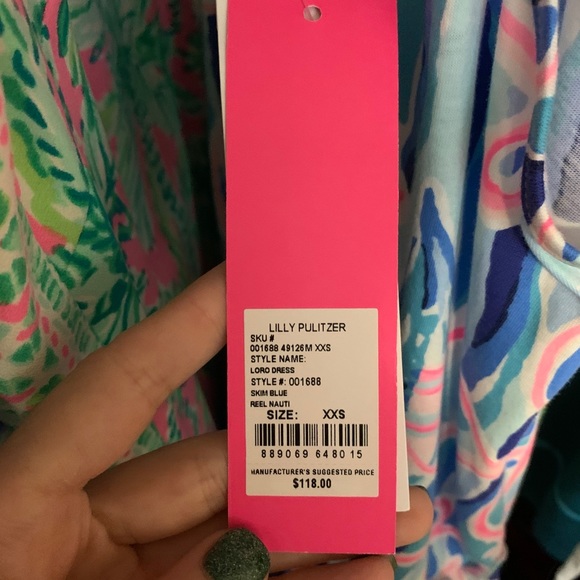 LILLY PULITZER
SKU #
001688 49126M XXS
STYLE NAME:
LORO DRESS
STYLE #: 001688
SKIM BLUE
REEL NAUTI
SIZE: XXS
889069 648015
MANUFACTURER'S SUGGESTED PRICE
$118.00